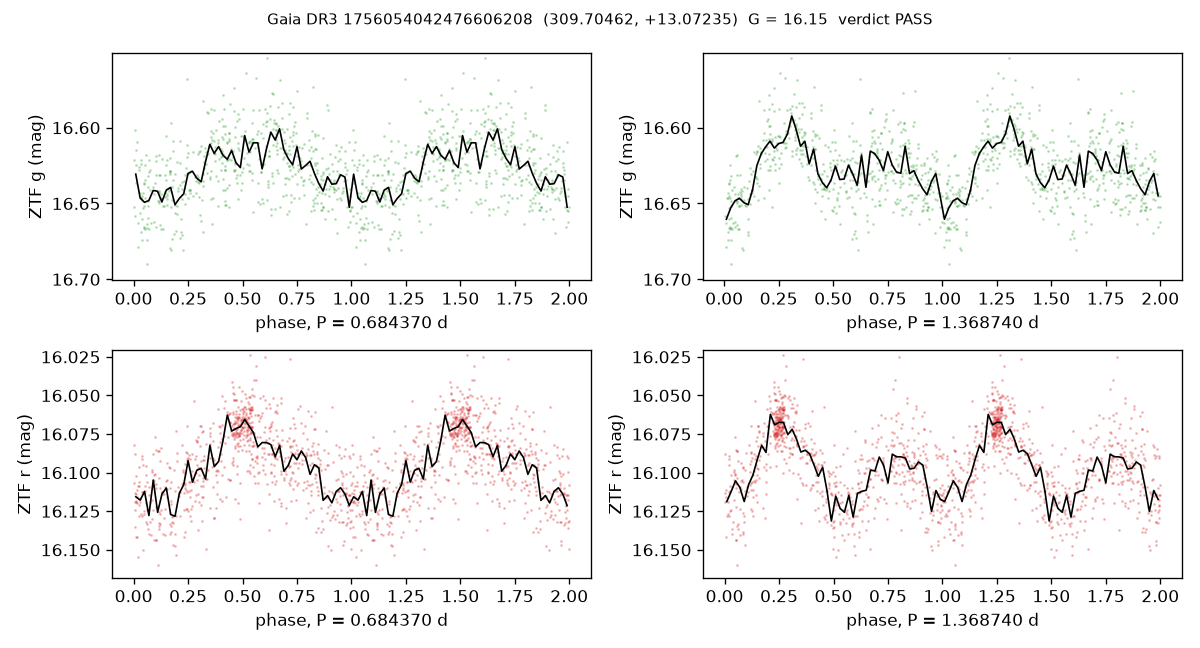 Gaia DR3 1756054042476606208 (309.70462, +13.07235) G = 16.15 verdict PASS
ZTF g (mag)
16.60
16.65
16.70
0.00 0.25 0.50 0.75 1.00 1.25 1.50 1.75 2.00
phase, P = 0.684370 d
ZTF g (mag)
16.60
16.65
16.70
0.00 0.25 0.50 0.75 1.00 1.25 1.50 1.75 2.00
phase, P = 1.368740 d
ZTF r (mag)
16.025
16.050
16.075
16.100
16.125
16.150
0.00 0.25 0.50 0.75 1.00 1.25 1.50 1.75 2.00
phase, P = 0.684370 d
ZTF r (mag)
16.025
16.050
16.075
16.100
16.125
16.150
0.00 0.25 0.50 0.75 1.00 1.25 1.50 1.75 2.00
phase, P = 1.368740 d